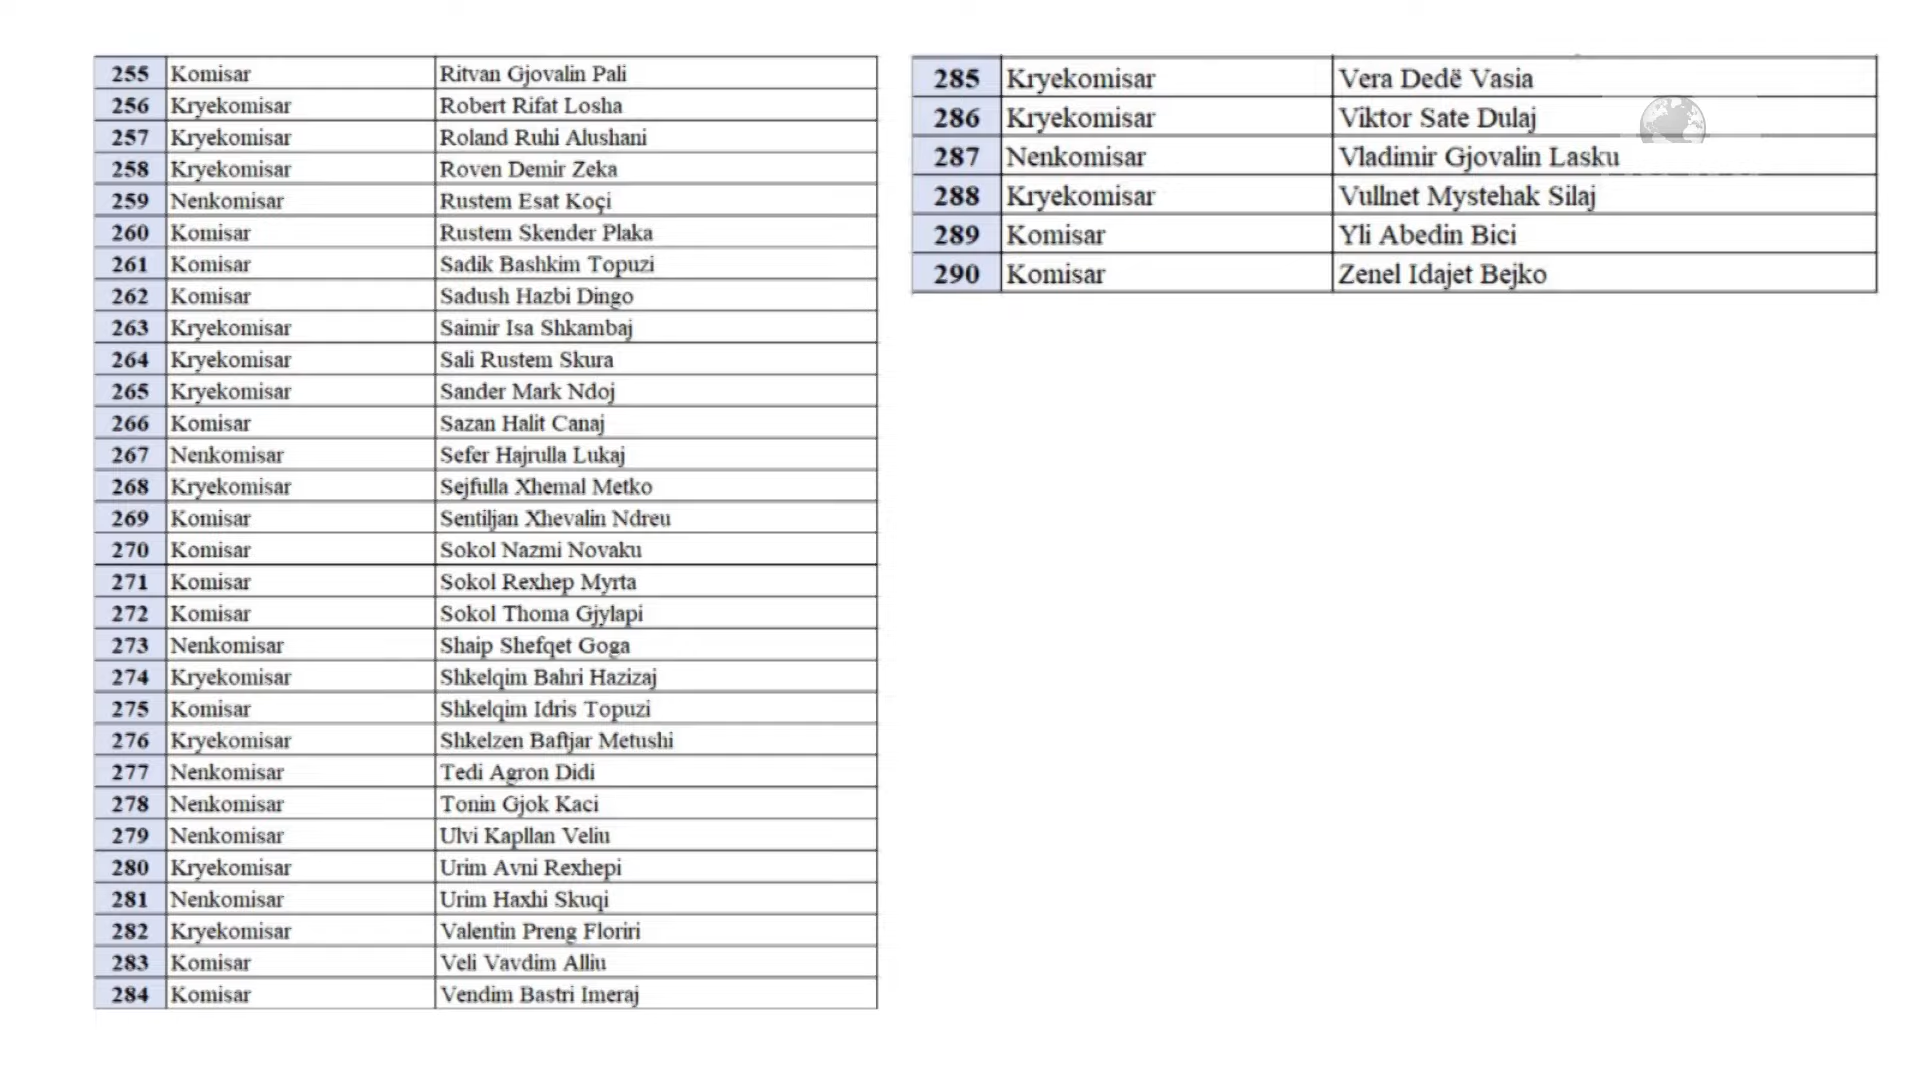 255 Komisar Ritvan Gjovalin Pali
256 Kryekomisar Robert Rifat Losha
257 Kryekomisar Roland Ruhi Alushani
258 Kryekomisar Roven Demir Zeka
259 Nenkomisar Rustem Esat Koçi
260 Komisar Rustem Skender Plaka
261 Komisar Sadik Bashkim Topuzi
262 Komisar Sadush Hazbi Dingo
263 Kryekomisar Saimir Isa Shkambaj
264 Kryekomisar Sali Rustem Skura
265 Kryekomisar Sander Mark Ndoj
266 Komisar Sazan Halit Canaj
267 Nenkomisar Sefer Hajrulla Lukaj
268 Kryekomisar Sejfulla Xhemal Metko
269 Komisar Sentiljan Xhevalin Ndreu
270 Komisar Sokol Nazmi Novaku
271 Komisar Sokol Rexhep Myrta
272 Komisar Sokol Thoma Gjylapi
273 Nenkomisar Shaip Shefqet Goga
274 Kryekomisar Shkelqim Bahri Hazizaj
275 Komisar Shkelqim Idris Topuzi
276 Kryekomisar Shkelzen Baftjar Metushi
277 Nenkomisar Tedi Agron Didi
278 Nenkomisar Tonin Gjok Kaci
279 Nenkomisar Ulvi Kapllan Veliu
280 Kryekomisar Urim Avni Rexhepi
281 Nenkomisar Urim Haxhi Skuqi
282 Kryekomisar Valentin Preng Floriri
283 Komisar Veli Vavdim Alliu
284 Komisar Vendim Bastri Imeraj
285 Kryekomisar Vera Dedë Vasia
286 Kryekomisar Viktor Sate Dulaj
287 Nenkomisar Vladimir Gjovalin Lasku
288 Kryekomisar Vullnet Mystehak Silaj
289 Komisar Yli Abedin Bici
290 Komisar Zenel Idajet Bejko